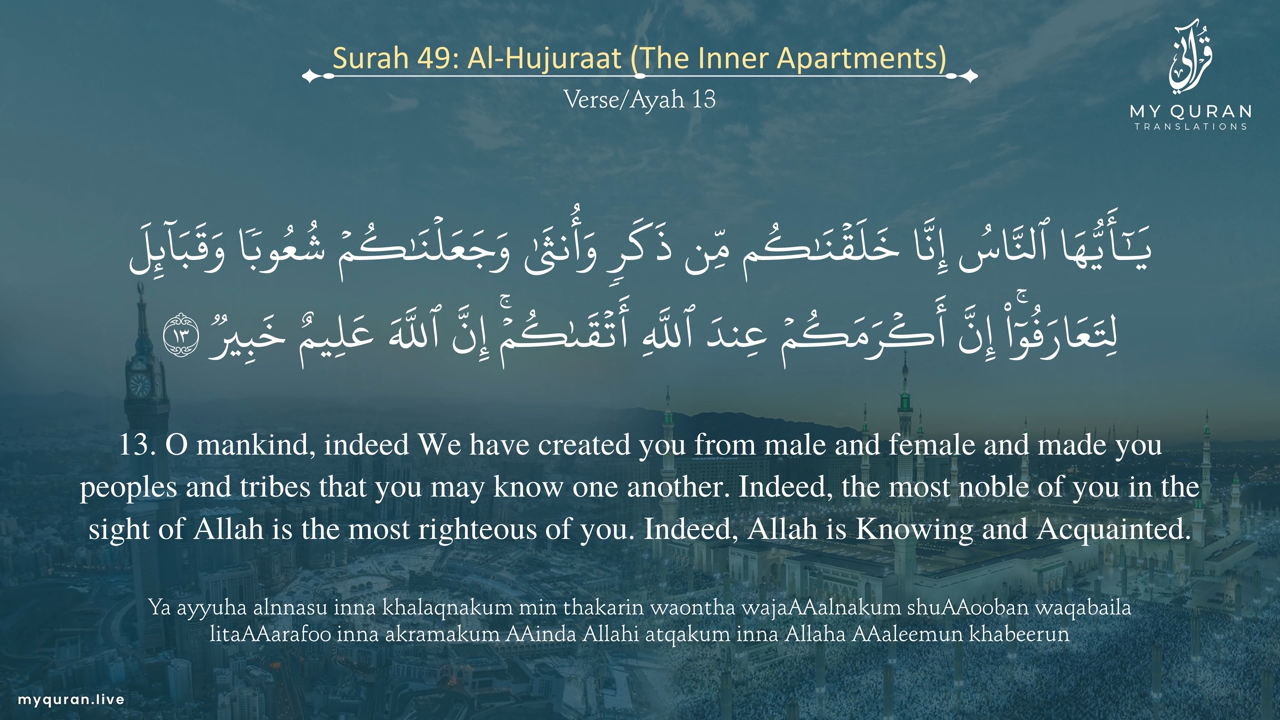 Surah 49: Al-Hujuraat (The Inner Apartments)
Verse/Ayah 13
قرآني
MY QURAN
TRANSLATIONS
يَـٰٓأَيُّهَا ٱلنَّاسُ إِنَّا خَلَقْنَـٰكُم مِّن ذَكَرٍۢ وَأُنثَىٰ وَجَعَلْنَـٰكُمْ شُعُوبًۭا وَقَبَآئِلَ
لِتَعَارَفُوٓا۟ ۚ إِنَّ أَكْرَمَكُمْ عِندَ ٱللَّهِ أَتْقَىٰكُمْ ۚ إِنَّ ٱللَّهَ عَلِيمٌ خَبِيرٌۭ ١٣
13. O mankind, indeed We have created you from male and female and made you
peoples and tribes that you may know one another. Indeed, the most noble of you in the
sight of Allah is the most righteous of you. Indeed, Allah is Knowing and Acquainted.
Ya ayyuha alnnasu inna khalaqnakum min thakarin waontha wajaAAalnakum shuAAooban waqabaila
litaAAarafoo inna akramakum AAinda Allahi atqakum inna Allaha AAaleemun khabeerun
myquran.live